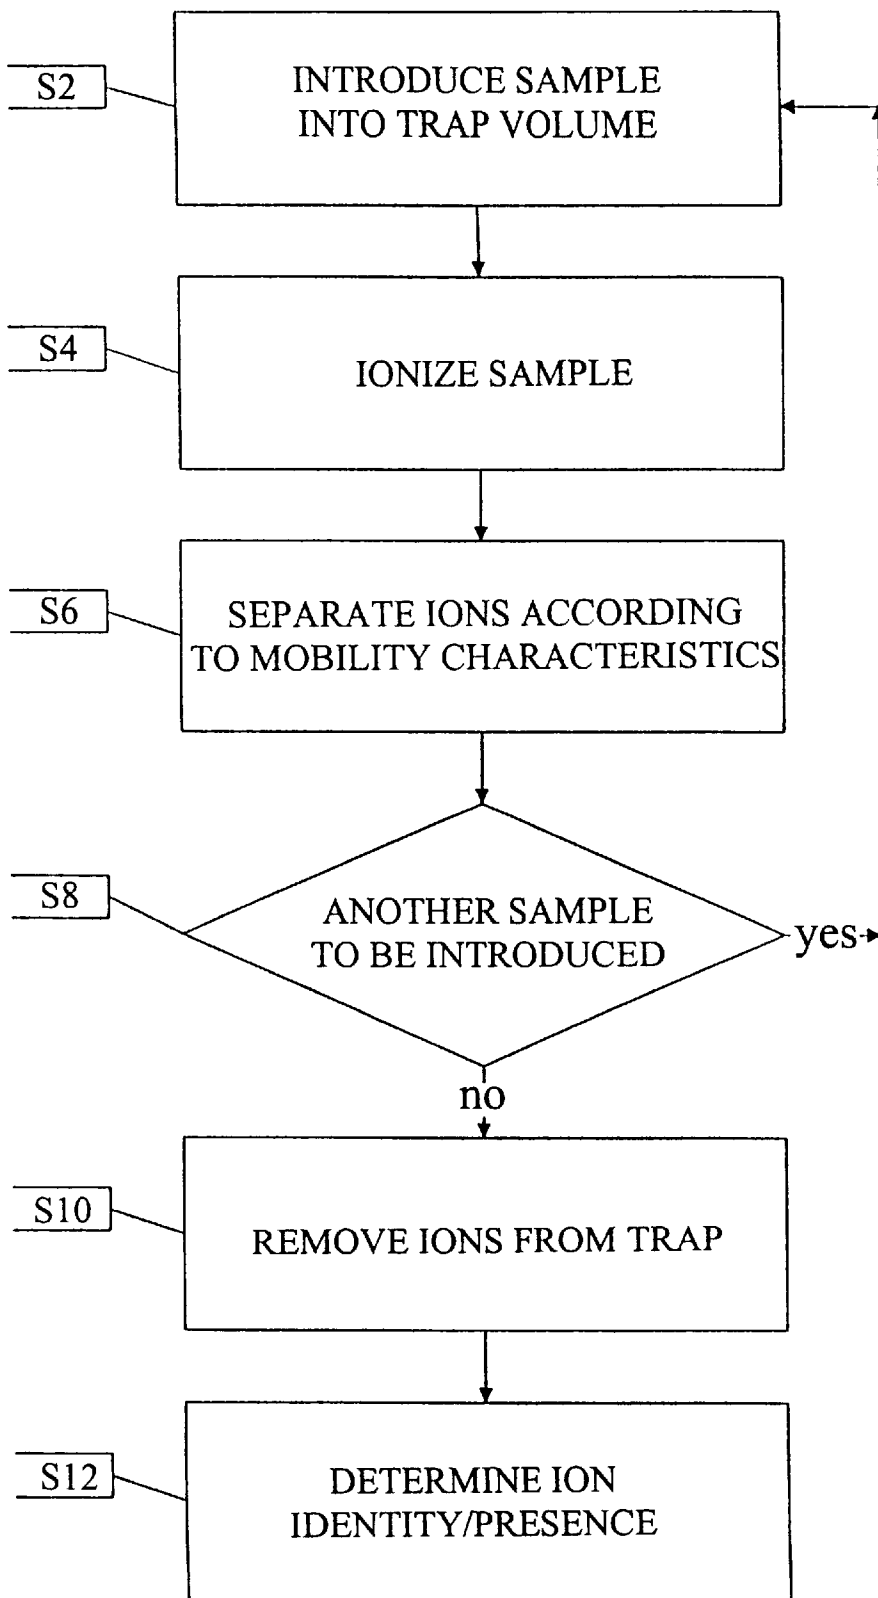 S2
INTRODUCE SAMPLE
INTO TRAP VOLUME
S4
IONIZE SAMPLE
S6
SEPARATE IONS ACCORDING
TO MOBILITY CHARACTERISTICS
S8
ANOTHER SAMPLE
TO BE INTRODUCED
yes
no
S10
REMOVE IONS FROM TRAP
S12
DETERMINE ION
IDENTITY/PRESENCE